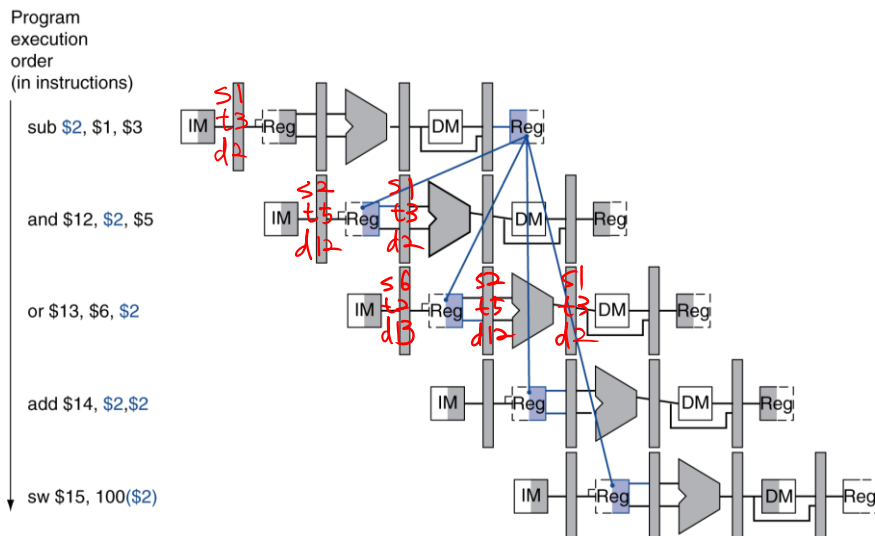 Program
execution
order
(in instructions)
sub $2, $1, $3
IM
s1
t3
d2
Reg
DM
Reg
and $12, $2, $5
IM
s2
t5
d12
Reg
s1
t3
d2
DM
Reg
or $13, $6, $2
IM
s6
t2
d13
Reg
s2
t5
d12
s1
t3
d2
DM
Reg
add $14, $2,$2
IM
Reg
DM
Reg
sw $15, 100($2)
IM
Reg
DM
Reg